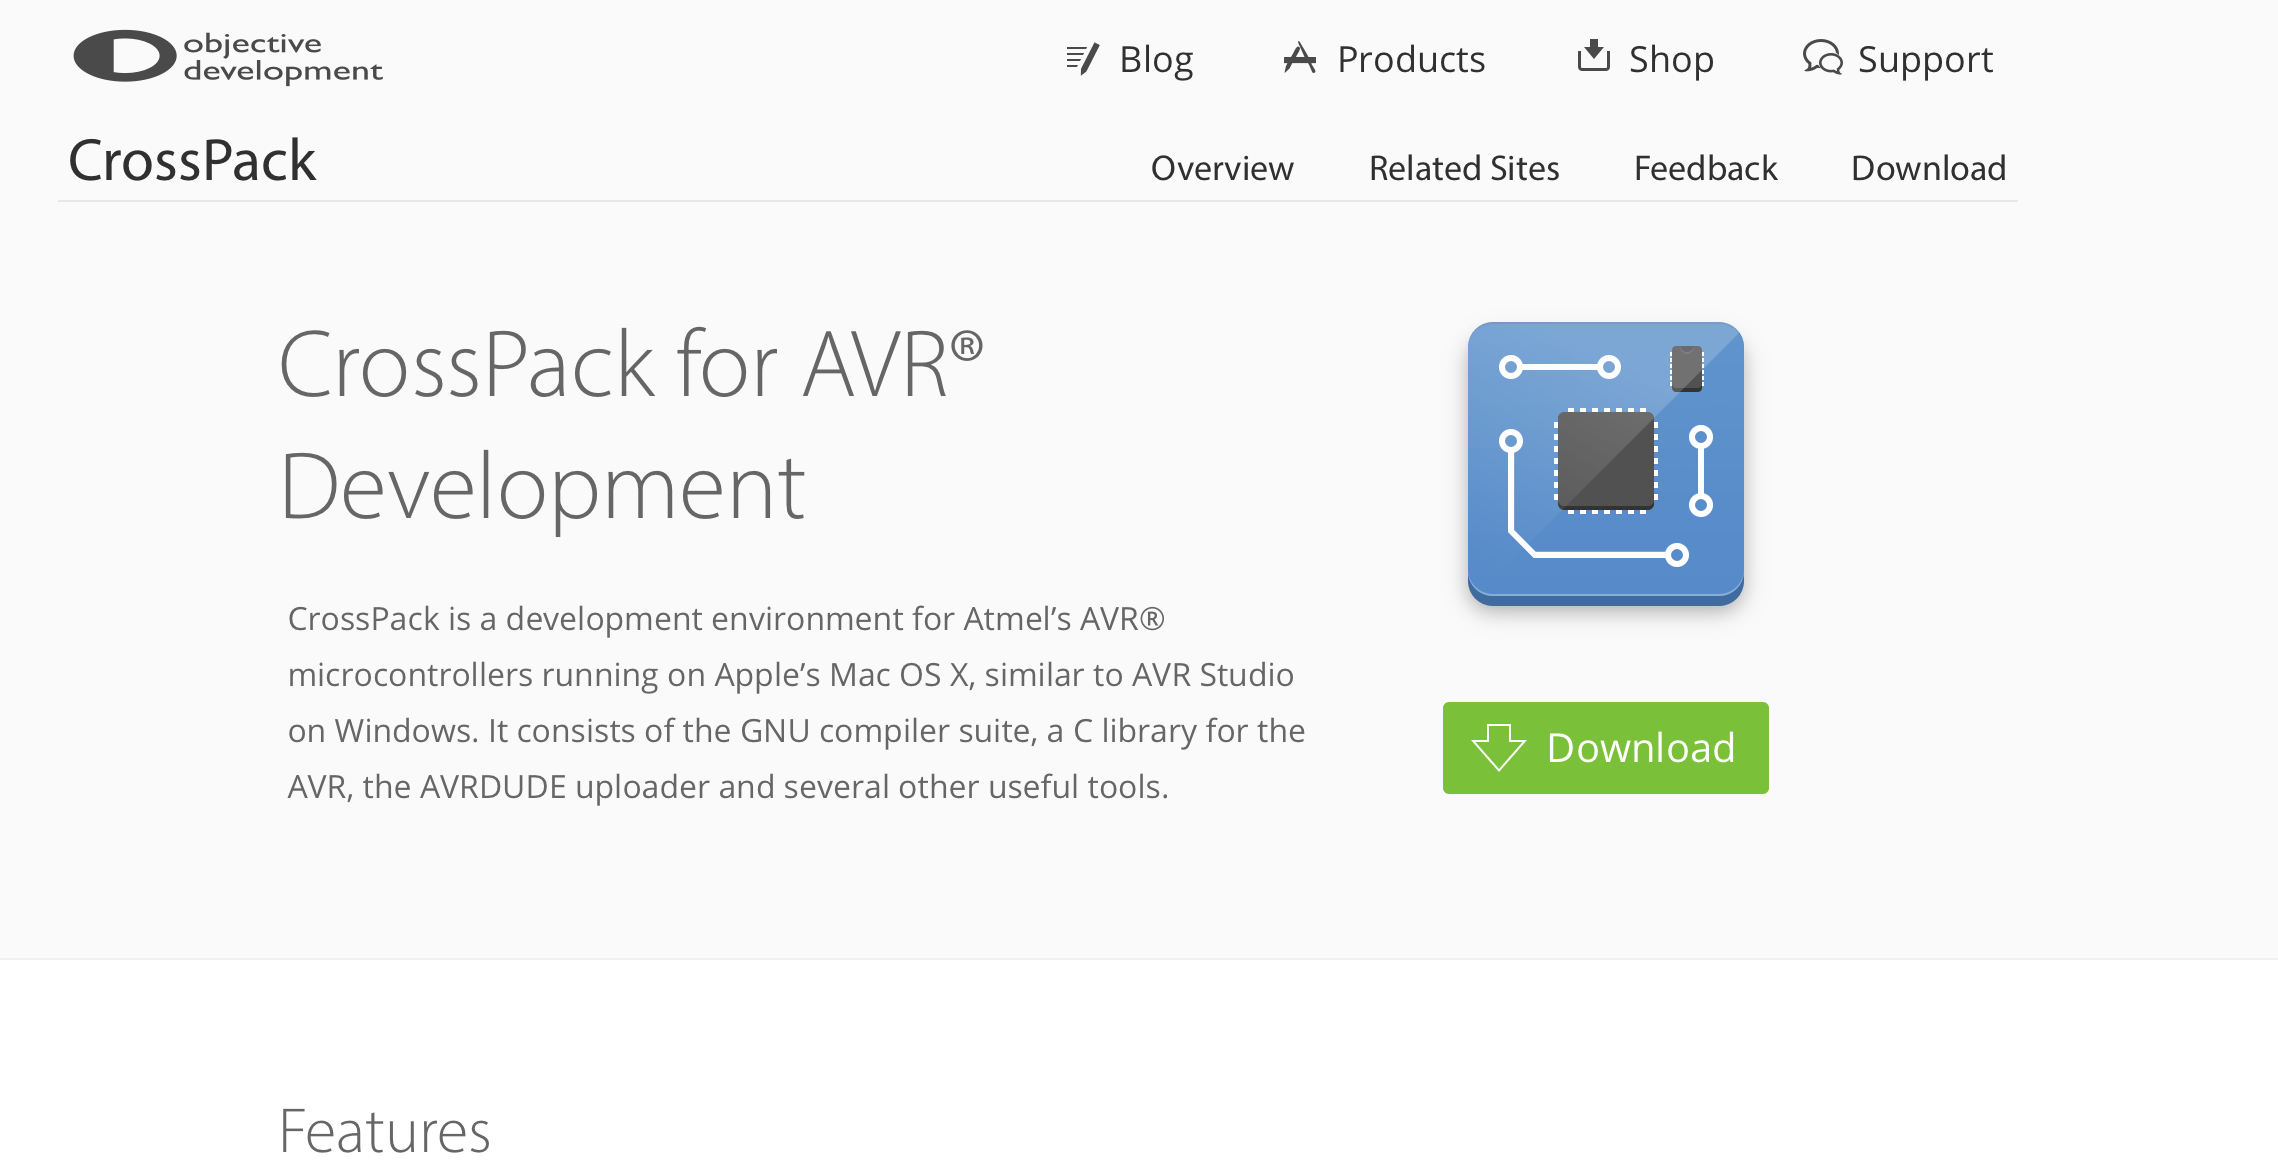 objective
development
Blog
Products
Shop
Support
CrossPack
Overview
Related Sites
Feedback
Download
CrossPack for AVR®
Development
CrossPack is a development environment for Atmel’s AVR®
microcontrollers running on Apple’s Mac OS X, similar to AVR Studio
on Windows. It consists of the GNU compiler suite, a C library for the
AVR, the AVRDUDE uploader and several other useful tools.
Download
Features